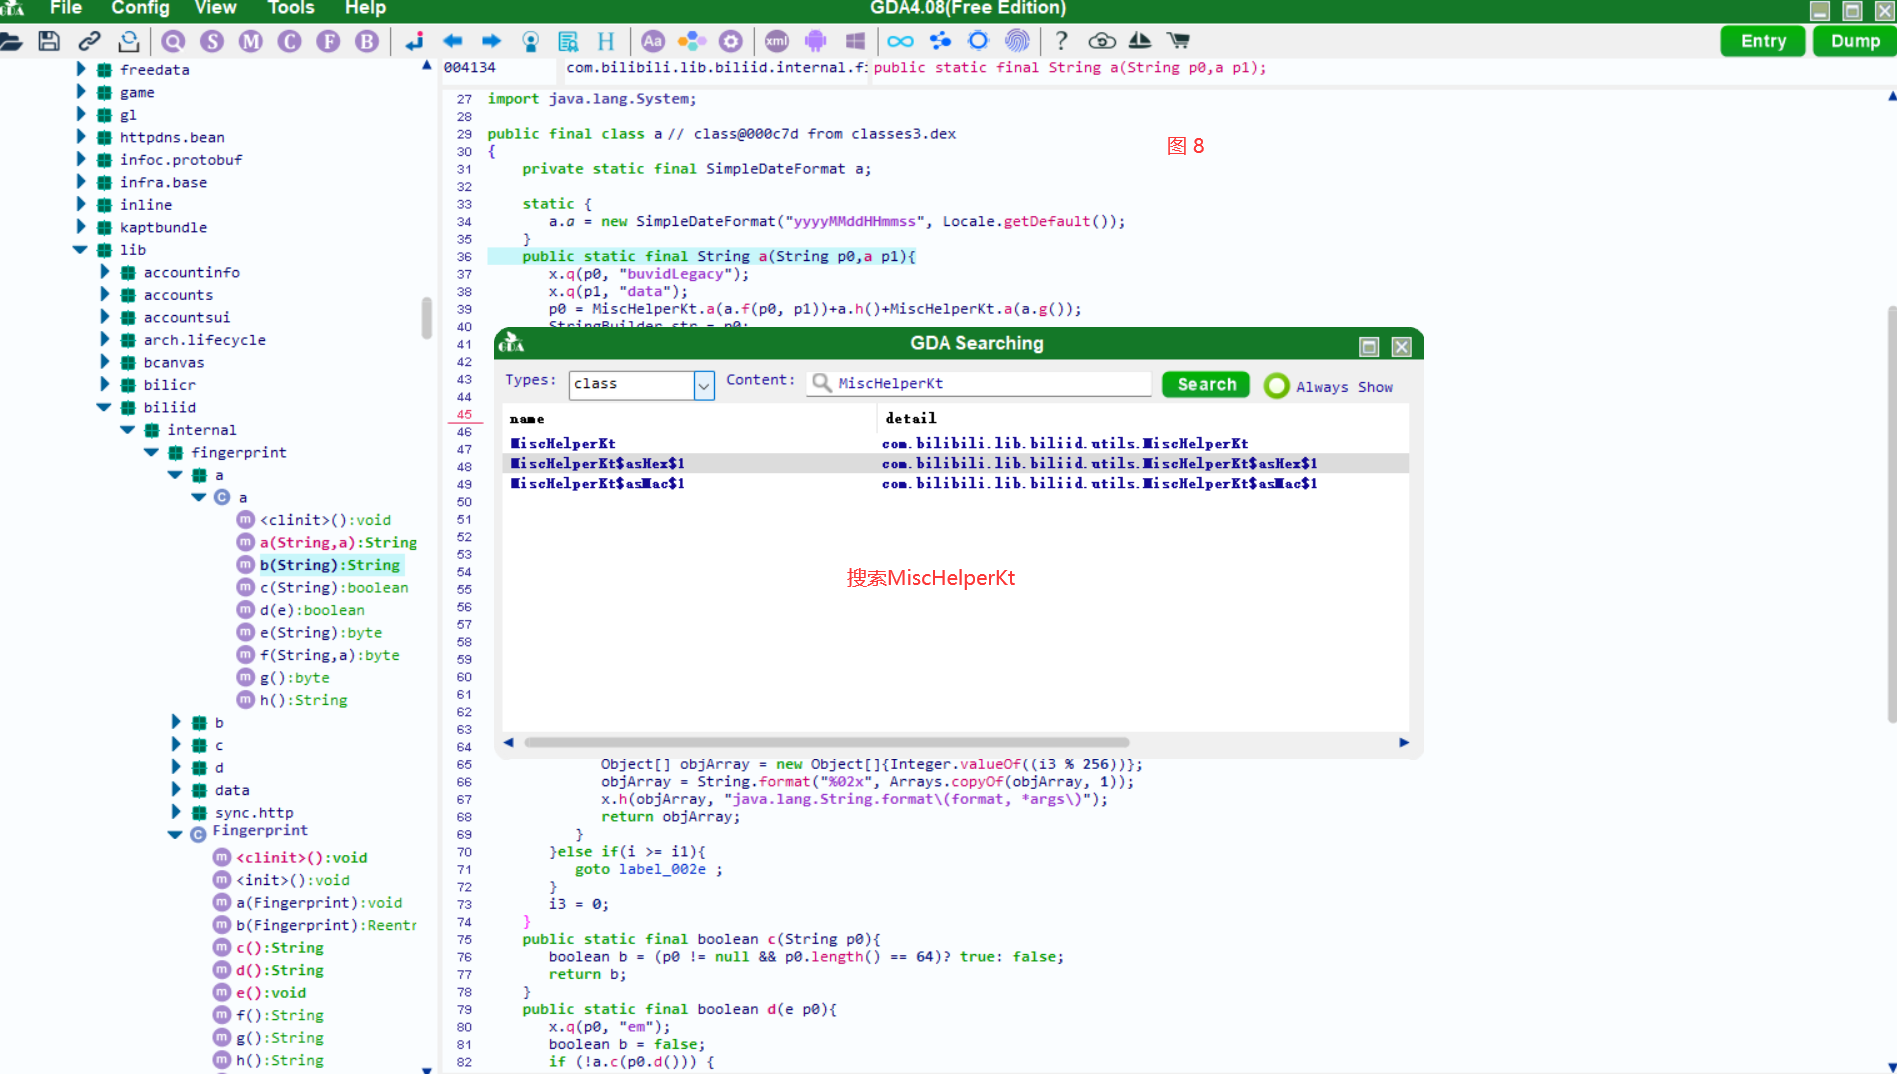 GDA
File Config View Tools Help
GDA4.08(Free Edition)
Q S M C F B
H
Aa
xml
?
Entry
Dump
freedata
game
gl
httpdns.bean
infoc.protobuf
infra.base
inline
kaptbundle
lib
accountinfo
accounts
accountsui
arch.lifecycle
bcanvas
bilicr
biliid
internal
fingerprint
a
C a
m <clinit>():void
m a(String,a):String
m b(String):String
m c(String):boolean
m d(e):boolean
m e(String):byte
m f(String,a):byte
m g():byte
m h():String
b
c
d
data
sync.http
C Fingerprint
m <clinit>():void
m <init>():void
m a(Fingerprint):void
m b(Fingerprint):Reentr
m c():String
m d():String
m e():void
m f():String
m g():String
m h():String
004134
com.bilibili.lib.biliid.internal.fi
public static final String a(String p0,a p1);
27 import java.lang.System;
28
29 public final class a // class@000c7d from classes3.dex
30 {
31 private static final SimpleDateFormat a;
32
33 static {
34 a.a = new SimpleDateFormat("yyyyMMddHHmmss", Locale.getDefault());
35 }
36 public static final String a(String p0,a p1){
37 x.q(p0, "buvidLegacy");
38 x.q(p1, "data");
39 p0 = MiscHelperKt.a(a.f(p0, p1))+a.h()+MiscHelperKt.a(a.g());
40 StringBuilder str = p0;
41
42
43
44
45
46
47
48
49
50
51
52
53
54
55
56
57
58
59
60
61
62
63
64
65 Object[] objArray = new Object[]{Integer.valueOf((i3 % 256))};
66 objArray = String.format("%02x", Arrays.copyOf(objArray, 1));
67 x.h(objArray, "java.lang.String.format\(format, *args\)");
68 return objArray;
69 }
70 }else if(i >= i1){
71 goto label_002e ;
72 }
73 i3 = 0;
74 }
75 public static final boolean c(String p0){
76 boolean b = (p0 != null && p0.length() == 64)? true: false;
77 return b;
78 }
79 public static final boolean d(e p0){
80 x.q(p0, "em");
81 boolean b = false;
82 if (!a.c(p0.d())) {
图 8
GDA
GDA Searching
Types: class Content: MiscHelperKt Search Always Show
name detail
MiscHelperKt com.bilibili.lib.biliid.utils.MiscHelperKt
MiscHelperKt$asHex$1 com.bilibili.lib.biliid.utils.MiscHelperKt$asHex$1
MiscHelperKt$asMac$1 com.bilibili.lib.biliid.utils.MiscHelperKt$asMac$1
搜索MiscHelperKt